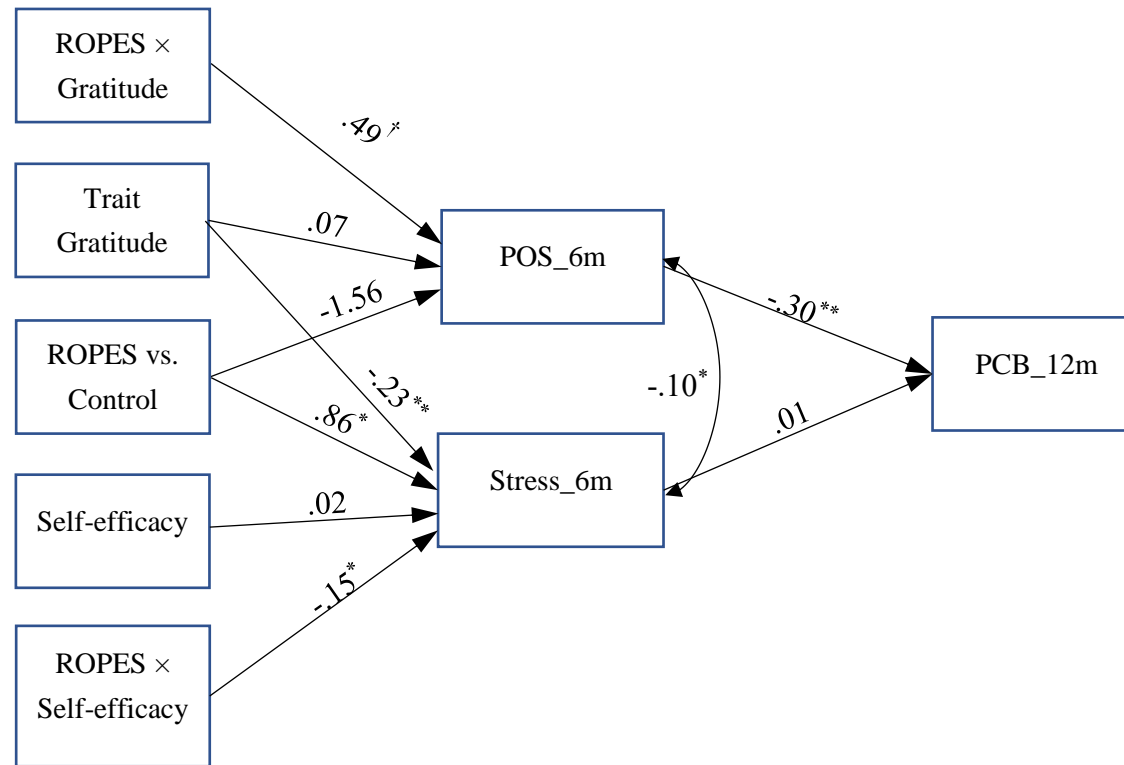 ROPES ×
Gratitude
.49 †
Trait
Gratitude
.07
POS_6m
-1.56
-.30**
ROPES vs.
Control
-.23**
-.10*
PCB_12m
.86*
.01
Stress_6m
Self-efficacy
.02
-.15*
ROPES ×
Self-efficacy